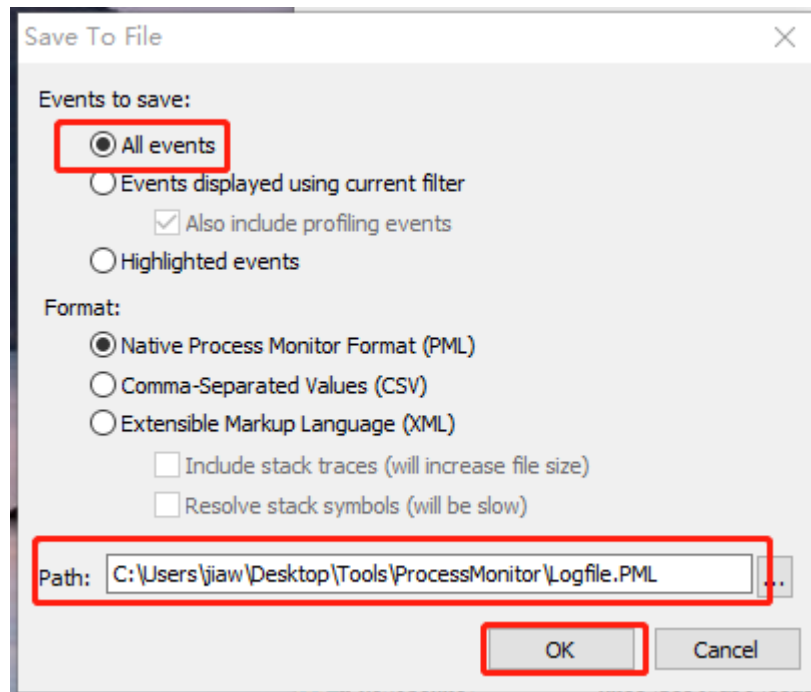 Save To File
Events to save:
All events
Events displayed using current filter
Also include profiling events
Highlighted events
Format:
Native Process Monitor Format (PML)
Comma-Separated Values (CSV)
Extensible Markup Language (XML)
Include stack traces (will increase file size)
Resolve stack symbols (will be slow)
Path: C:\Users\jiaw\Desktop\Tools\ProcessMonitor\Logfile.PML ...
OK Cancel